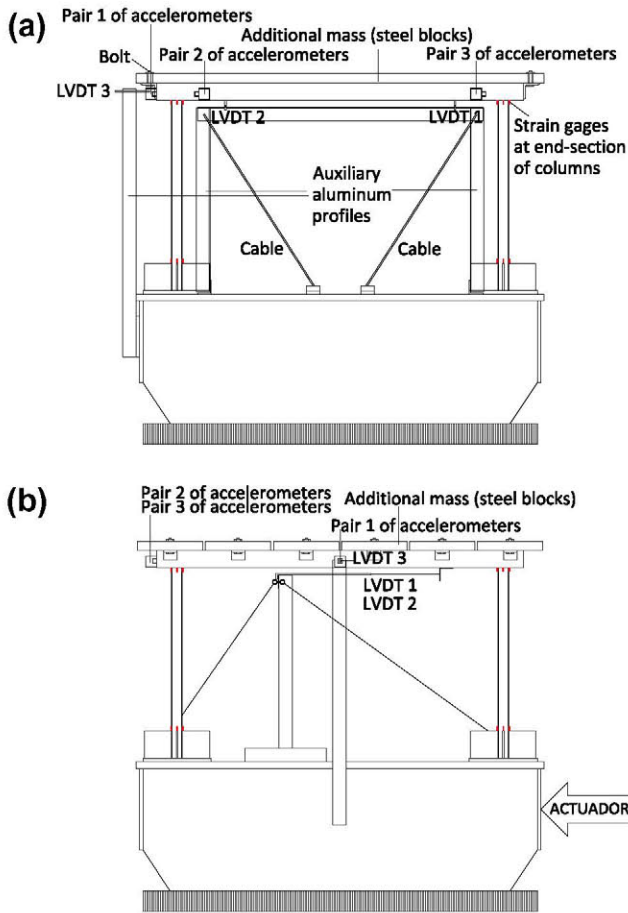 (a)
Pair 1 of accelerometers
Additional mass (steel blocks)
Bolt
Pair 2 of accelerometers
Pair 3 of accelerometers
LVDT 3
LVDT 2
LVDT 1
Strain gages
at end-section
of columns
Auxiliary
aluminum
profiles
Cable
Cable
(b)
Pair 2 of accelerometers
Pair 3 of accelerometers
Additional mass (steel blocks)
Pair 1 of accelerometers
LVDT 3
LVDT 1
LVDT 2
ACTUADOR